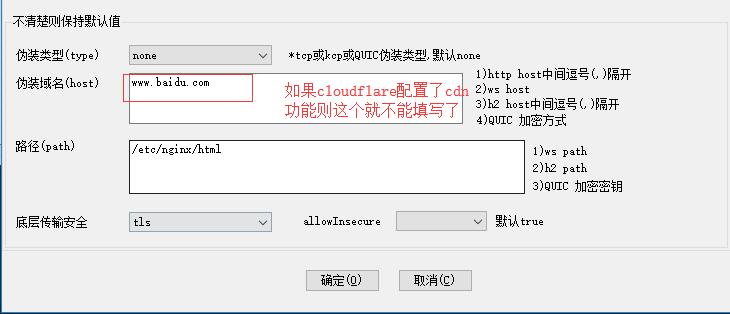 不清楚则保持默认值
伪装类型(type)
none
*tcp或kcp或QUIC伪装类型,默认none
伪装域名(host)
www.baidu.com
如果cloudflare配置了cdn
功能则这个就不能填写了
1)http host中间逗号(,)隔开
2)ws host
3)h2 host中间逗号(,)隔开
4)QUIC 加密方式
路径(path)
/etc/nginx/html
1)ws path
2)h2 path
3)QUIC 加密密钥
底层传输安全
tls
allowInsecure
默认true
确定(O)
取消(C)